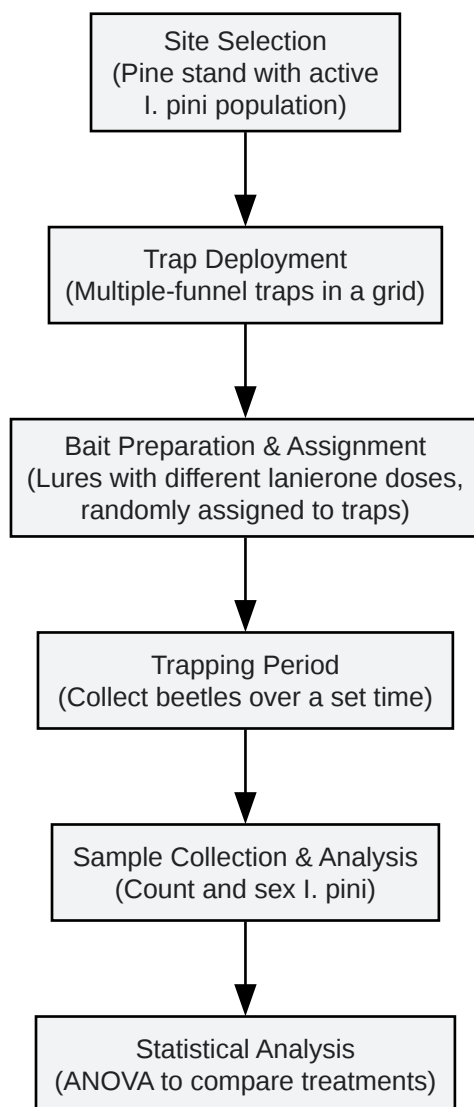 Site Selection
(Pine stand with active
I. pini population)
Trap Deployment
(Multiple-funnel traps in a grid)
Bait Preparation & Assignment
(Lures with different lanierone doses,
randomly assigned to traps)
Trapping Period
(Collect beetles over a set time)
Sample Collection & Analysis
(Count and sex I. pini)
Statistical Analysis
(ANOVA to compare treatments)